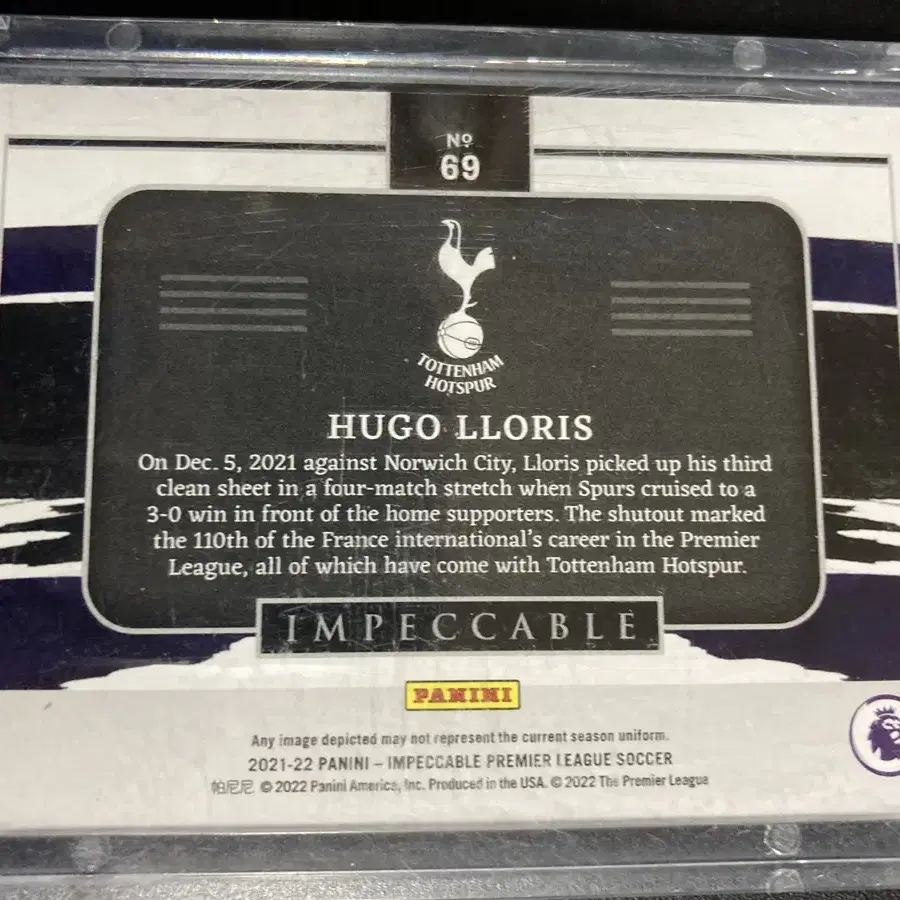 Nº
69
TOTTENHAM
HOTSPUR
HUGO LLORIS
On Dec. 5, 2021 against Norwich City, Lloris picked up his third
clean sheet in a four-match stretch when Spurs cruised to a
3-0 win in front of the home supporters. The shutout marked
the 110th of the France international's career in the Premier
League, all of which have come with Tottenham Hotspur.
IMPECCABLE
PANINI
Any image depicted may not represent the current season uniform.
2021-22 PANINI – IMPECCABLE PREMIER LEAGUE SOCCER
帕尼尼 © 2022 Panini America, Inc. Produced in the USA. © 2022 The Premier League